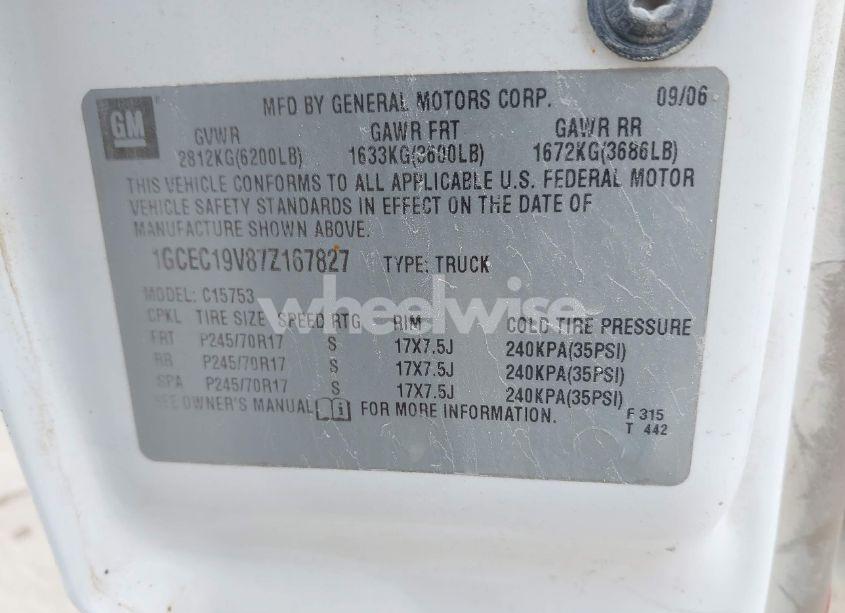 GM
MFD BY GENERAL MOTORS CORP. 09/06
GVWR GAWR FRT GAWR RR
2812KG(6200LB) 1633KG(3600LB) 1672KG(3686LB)
THIS VEHICLE CONFORMS TO ALL APPLICABLE U.S. FEDERAL MOTOR
VEHICLE SAFETY STANDARDS IN EFFECT ON THE DATE OF
MANUFACTURE SHOWN ABOVE.
1GCEC19V87Z167827 TYPE: TRUCK
MODEL: C15753
wheelwise
CPKL TIRE SIZE SPEED RTG RIM COLD TIRE PRESSURE
FRT P245/70R17 S 17X7.5J 240KPA(35PSI)
RR P245/70R17 S 17X7.5J 240KPA(35PSI)
SPA P245/70R17 S 17X7.5J 240KPA(35PSI)
SEE OWNER'S MANUAL FOR MORE INFORMATION.
F 315
T 442